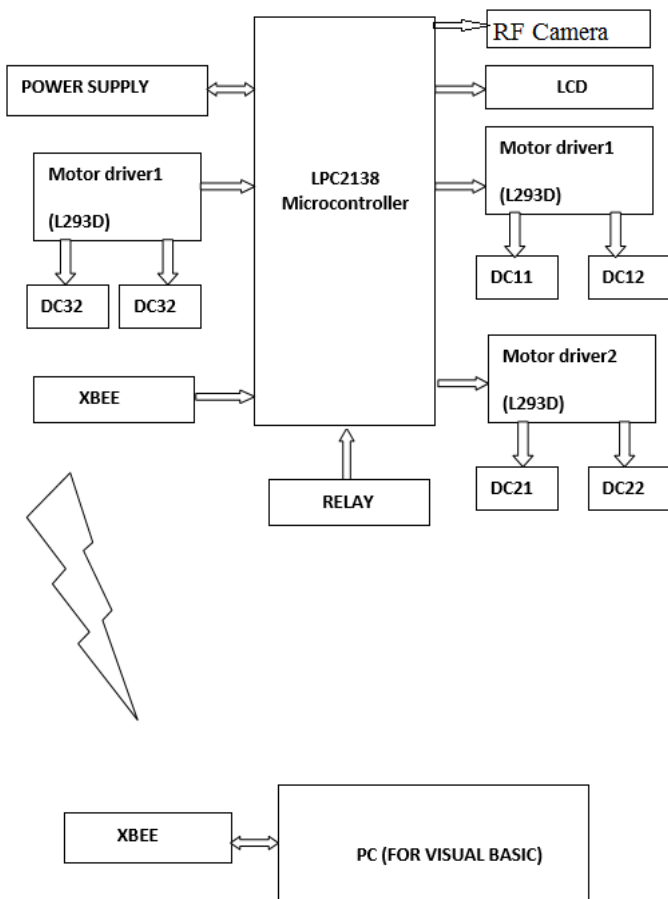 RF Camera
POWER SUPPLY
LCD
Motor driver1
(L293D)
LPC2138
Microcontroller
Motor driver1
(L293D)
DC32
DC32
DC11
DC12
XBEE
Motor driver2
(L293D)
RELAY
DC21
DC22
XBEE
PC (FOR VISUAL BASIC)